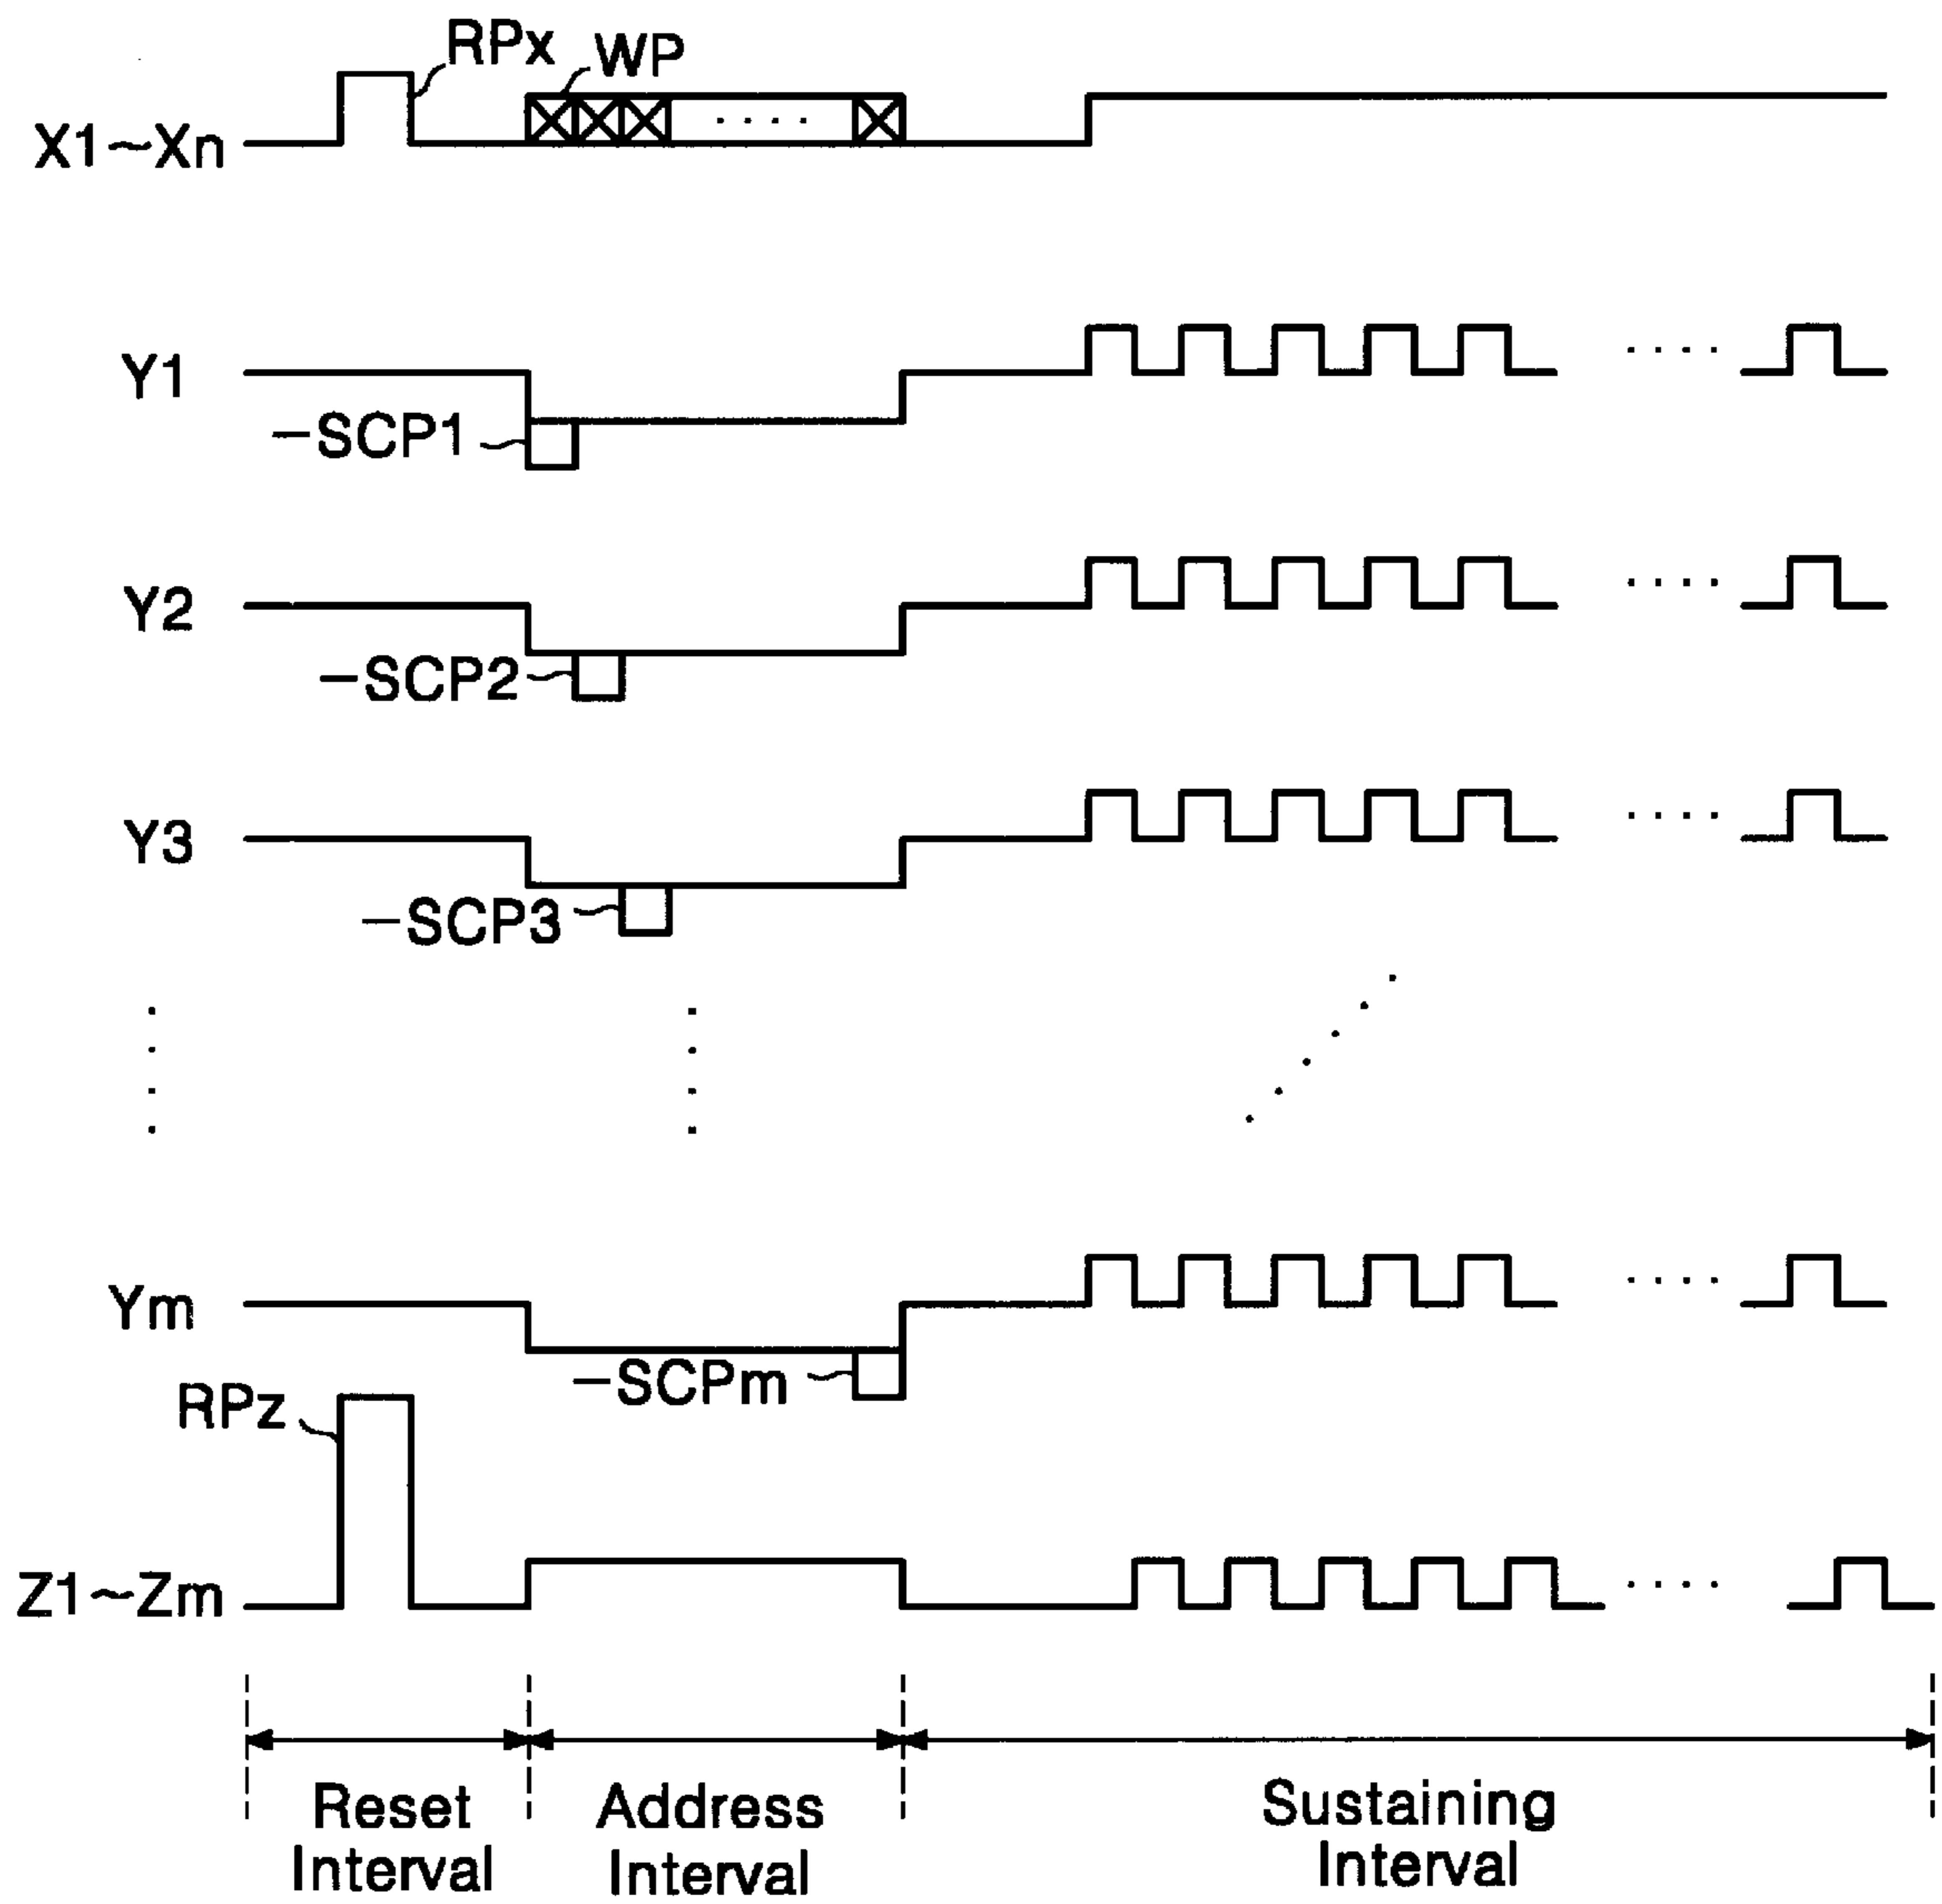 RPx
WP
X1~Xn
Y1
-SCP1
Y2
-SCP2
Y3
-SCP3
Ym
-SCPm
RPz
Z1~Zm
Reset
Interval
Address
Interval
Sustaining
Interval